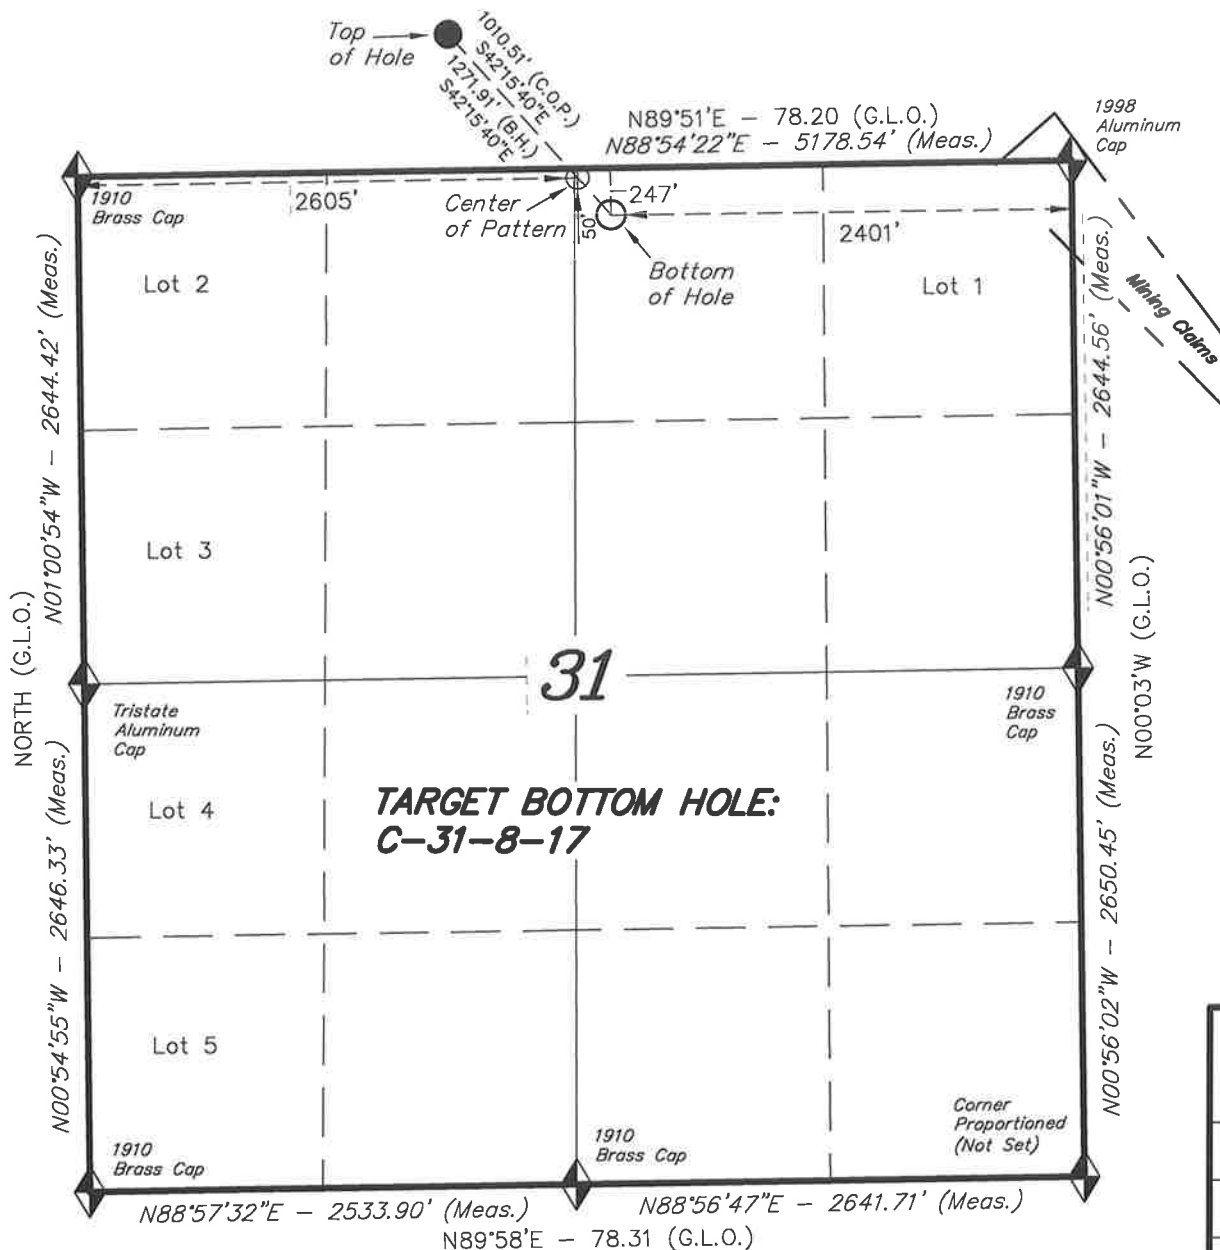 Top
of Hole
1010.51' (C.O.P.)
S42°15'40"E
1271.91' (B.H.)
S42°15'40"E
N89°51'E – 78.20 (G.L.O.)
N88°54'22"E – 5178.54' (Meas.)
1998
Aluminum
Cap
1910
Brass Cap
2605'
Center
of Pattern
50'
247'
2401'
Bottom
of Hole
Lot 2
Lot 1
Mining Claims
N01°00'54"W – 2644.42' (Meas.)
N00°56'01"W – 2644.56' (Meas.)
Lot 3
NORTH (G.L.O.)
N00°03'W (G.L.O.)
31
Tristate
Aluminum
Cap
1910
Brass
Cap
Lot 4
TARGET BOTTOM HOLE:
C–31–8–17
N00°54'55"W – 2646.33' (Meas.)
N00°56'02"W – 2650.45' (Meas.)
Lot 5
1910
Brass Cap
1910
Brass Cap
Corner
Proportioned
(Not Set)
N88°57'32"E – 2533.90' (Meas.)
N88°56'47"E – 2641.71' (Meas.)
N89°58'E – 78.31 (G.L.O.)